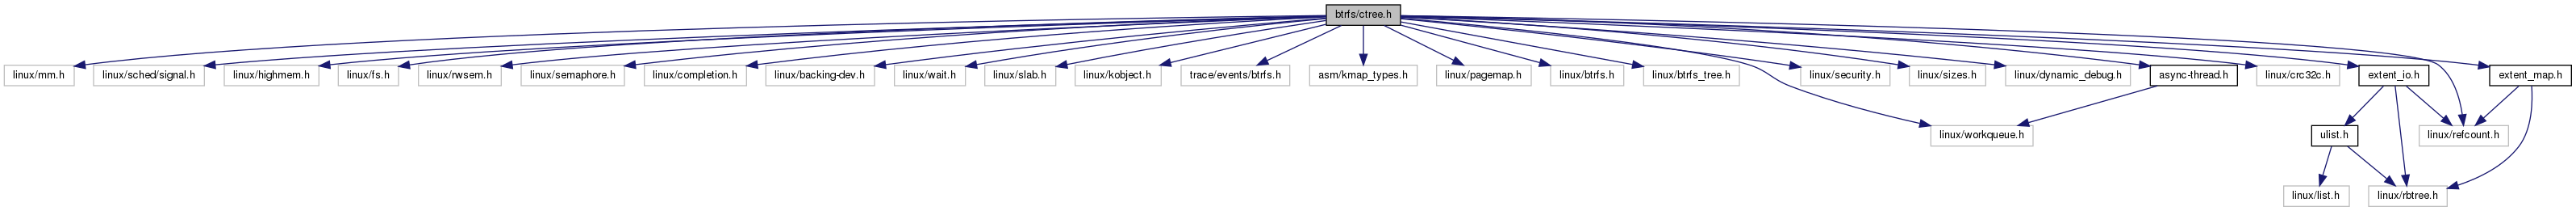 btrfs/ctree.h
linux/mm.h
linux/sched/signal.h
linux/highmem.h
linux/fs.h
linux/rwsem.h
linux/semaphore.h
linux/completion.h
linux/backing-dev.h
linux/wait.h
linux/slab.h
linux/kobject.h
trace/events/btrfs.h
asm/kmap_types.h
linux/pagemap.h
linux/btrfs.h
linux/btrfs_tree.h
linux/security.h
linux/sizes.h
linux/dynamic_debug.h
async-thread.h
linux/crc32c.h
extent_io.h
extent_map.h
linux/workqueue.h
ulist.h
linux/refcount.h
linux/list.h
linux/rbtree.h